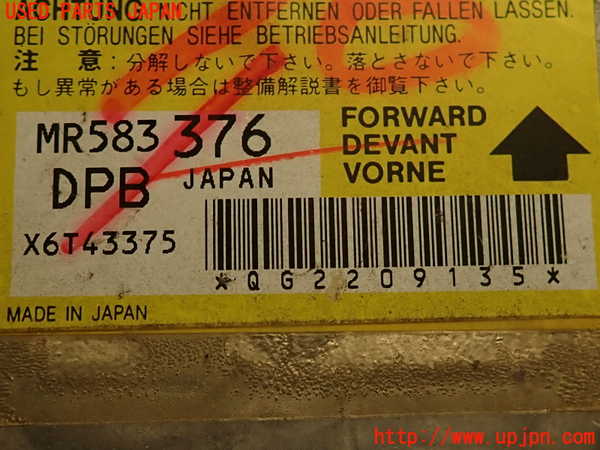 USED PARTS JAPAN
NICHT ENTFERNEN ODER FALLEN LASSEN.
BEI STÖRUNGEN SIEHE BETRIEBSANLEITUNG.
注 意:分解しないで下さい。落とさないで下さい。
もし異常がある場合は整備解説書を御覧下さい。
MR583 376
DPB JAPAN
X6T43375
FORWARD
DEVANT
VORNE
*QG2209135*
MADE IN JAPAN
http://www.upjpn.com/